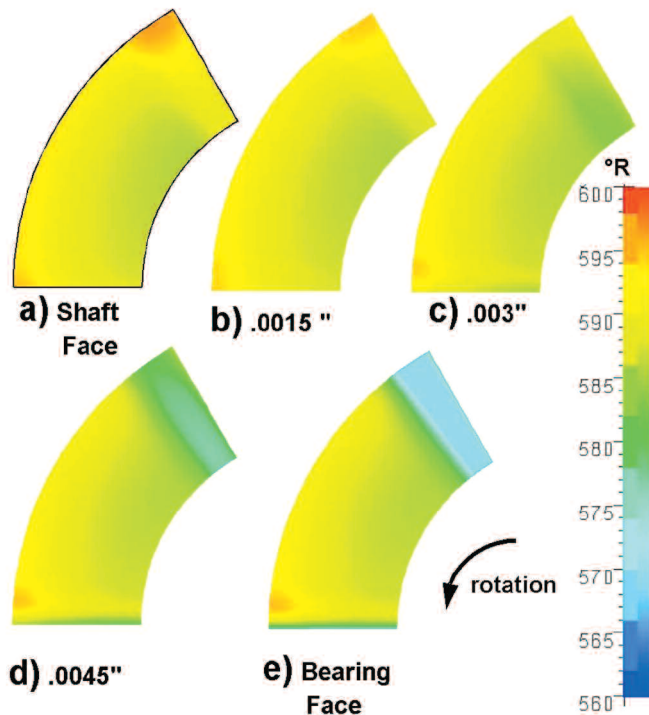 °R
600
595
590
585
580
575
570
565
560
a) Shaft
Face
b) .0015 "
c) .003"
d) .0045"
e) Bearing
Face
rotation